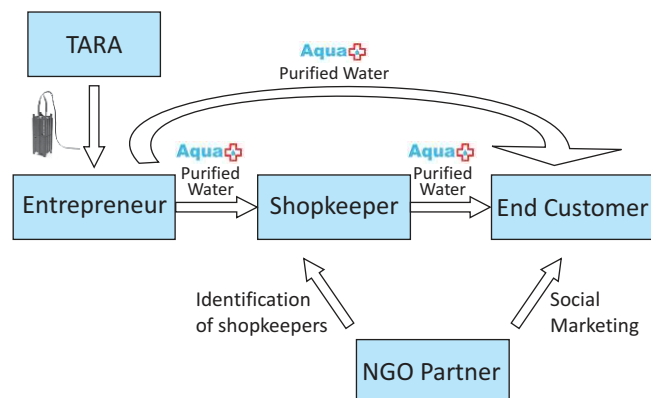 TARA
Aqua
Purified Water
Aqua
Purified
Water
Aqua
Purified
Water
Entrepreneur
Shopkeeper
End Customer
Identification
of shopkeepers
Social
Marketing
NGO Partner